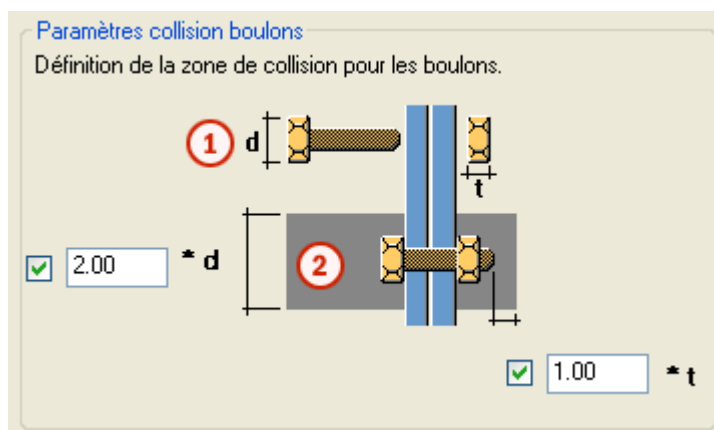 Paramètres collision boulons
Définition de la zone de collision pour les boulons.
1 d
t
2.00 * d
2
1.00 * t